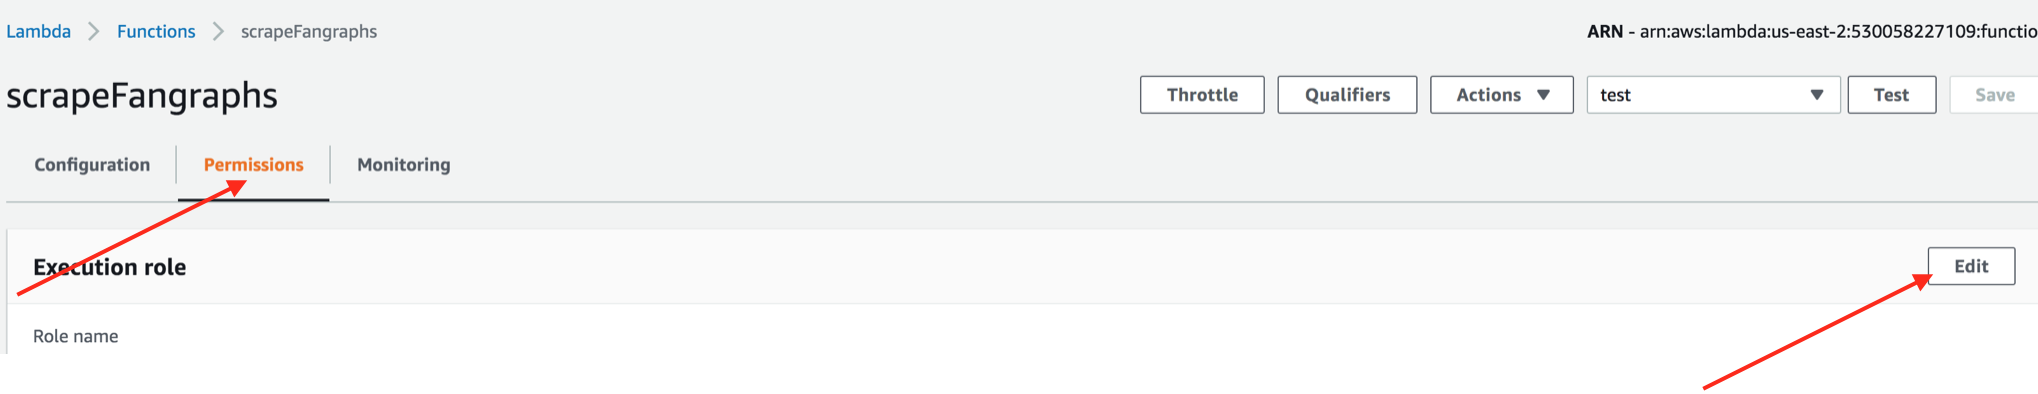 Lambda Functions scrapeFangraphs ARN - arn:aws:lambda:us-east-2:530058227109:functio
scrapeFangraphs Throttle Qualifiers Actions test Test Save
Configuration Permissions Monitoring
Execution role Edit
Role name